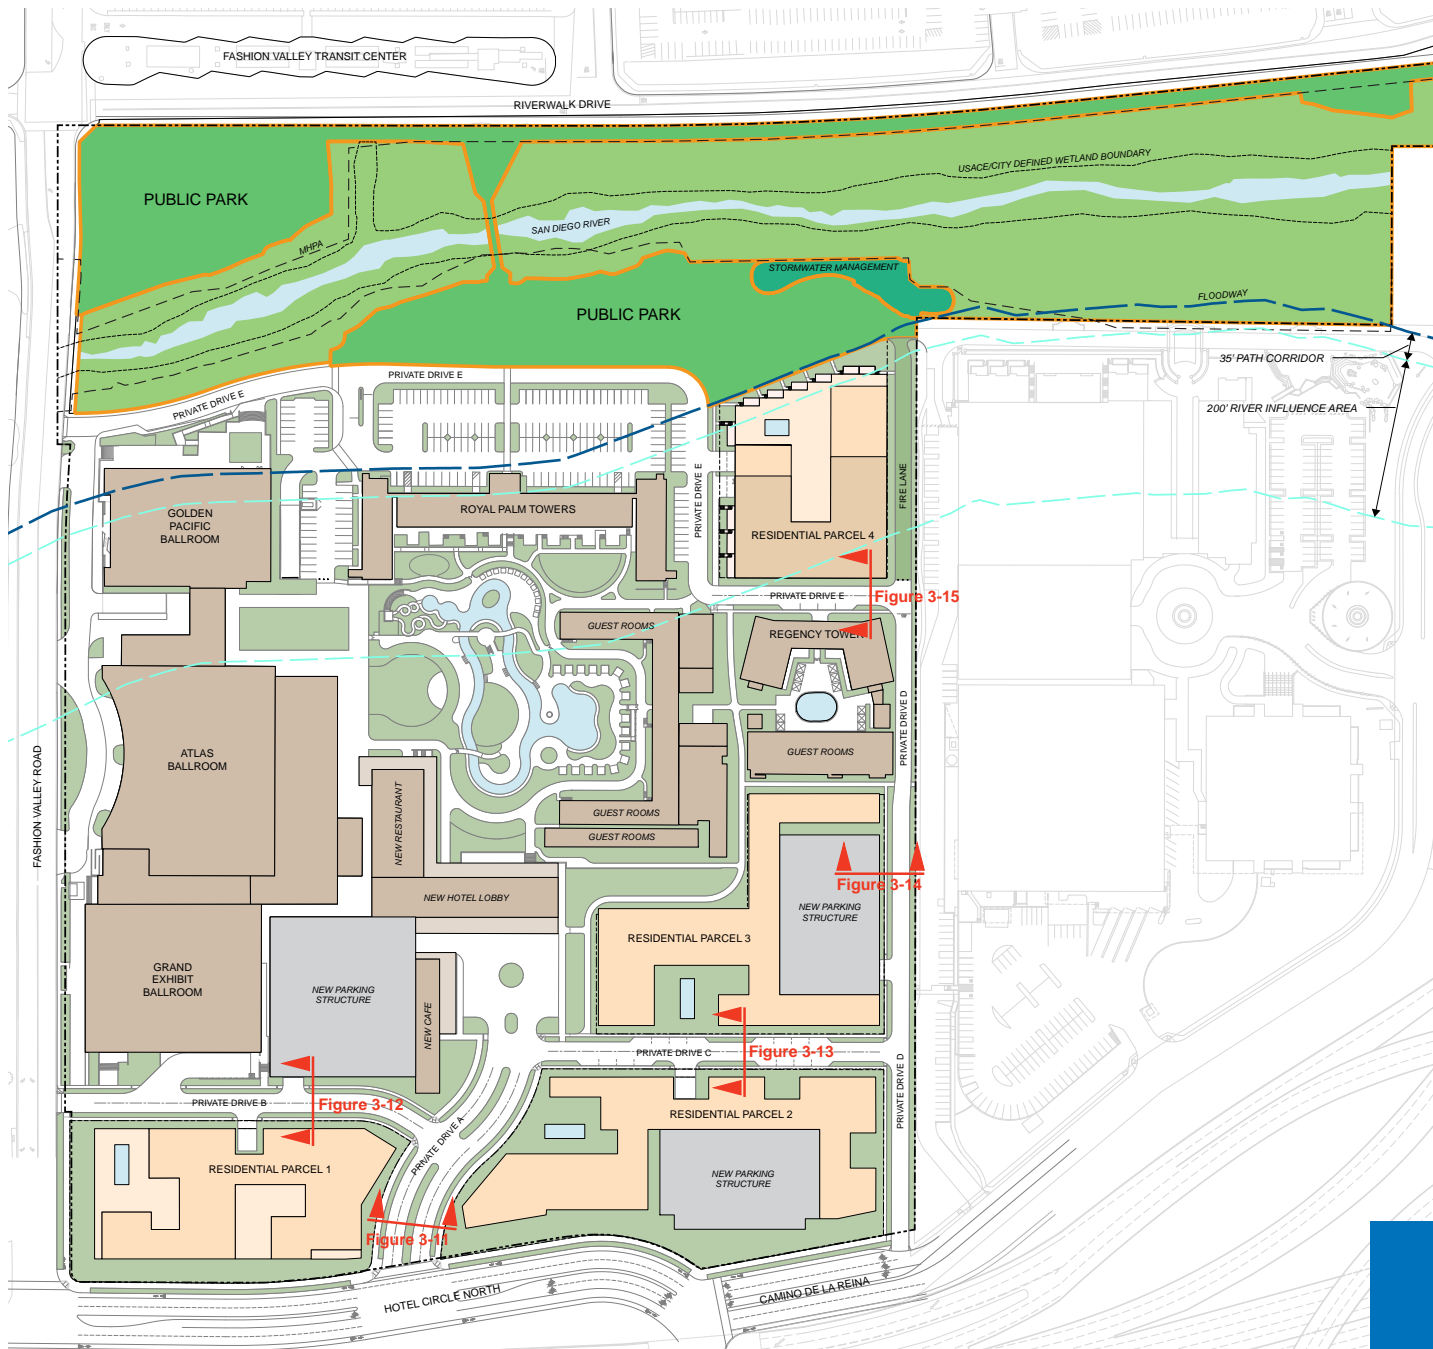 FASHION VALLEY TRANSIT CENTER
RIVERWALK DRIVE
USACE/CITY DEFINED WETLAND BOUNDARY
PUBLIC PARK
SAN DIEGO RIVER
MHPA
STORMWATER MANAGEMENT
FLOODWAY
PUBLIC PARK
35' PATH CORRIDOR
PRIVATE DRIVE E
PRIVATE DRIVE E
200' RIVER INFLUENCE AREA
PRIVATE DRIVE E
FIRE LANE
GOLDEN
PACIFIC
BALLROOM
ROYAL PALM TOWERS
RESIDENTIAL PARCEL 4
PRIVATE DRIVE E
Figure 3-15
GUEST ROOMS
REGENCY TOWER
PRIVATE DRIVE D
FASHION VALLEY ROAD
ATLAS
BALLROOM
GUEST ROOMS
NEW RESTAURANT
GUEST ROOMS
GUEST ROOMS
Figure 3-14
NEW HOTEL LOBBY
NEW PARKING
STRUCTURE
RESIDENTIAL PARCEL 3
GRAND
EXHIBIT
BALLROOM
NEW PARKING
STRUCTURE
NEW CAFE
PRIVATE DRIVE C
Figure 3-13
PRIVATE DRIVE D
PRIVATE DRIVE B
Figure 3-12
PRIVATE DRIVE A
RESIDENTIAL PARCEL 2
RESIDENTIAL PARCEL 1
NEW PARKING
STRUCTURE
Figure 3-11
HOTEL CIRCLE NORTH
CAMINO DE LA REINA